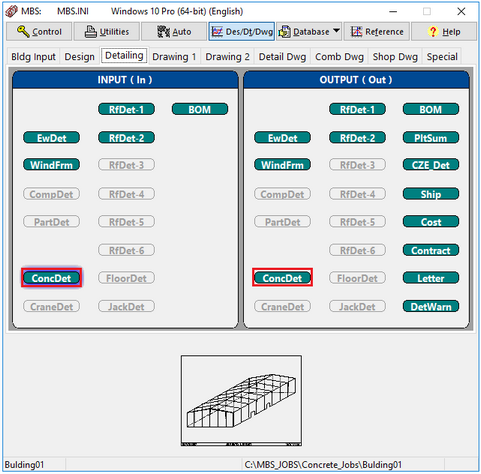 MBS: MBS.INI Windows 10 Pro (64-bit) (English)
Control Utilities Auto Des/Dt/Dwg Database Reference ? Help
Bldg Input Design Detailing Drawing 1 Drawing 2 Detail Dwg Comb Dwg Shop Dwg Special
INPUT ( In ) OUTPUT ( Out )
RfDet-1 BOM RfDet-1 BOM
EwDet RfDet-2 EwDet RfDet-2 PltSum
WindFrm RfDet-3 WindFrm RfDet-3 CZE_Det
CompDet RfDet-4 CompDet RfDet-4 Ship
PartDet RfDet-5 PartDet RfDet-5 Cost
RfDet-6 RfDet-6 Contract
ConcDet FloorDet ConcDet FloorDet Letter
CraneDet JackDet CraneDet JackDet DetWarn
Bulding01 C:\MBS_JOBS\Concrete_Jobs\Bulding01